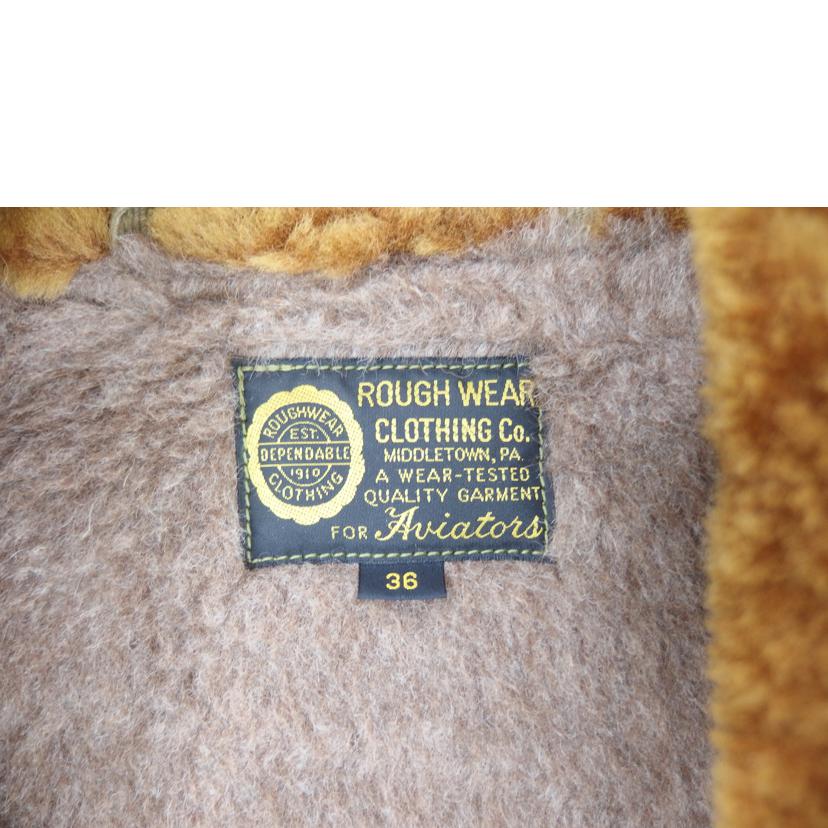 ROUGHWEAR
EST.
DEPENDABLE
1910
CLOTHING
ROUGH WEAR
CLOTHING Co.
MIDDLETOWN, PA.
A WEAR-TESTED
QUALITY GARMENT
FOR Aviators
36